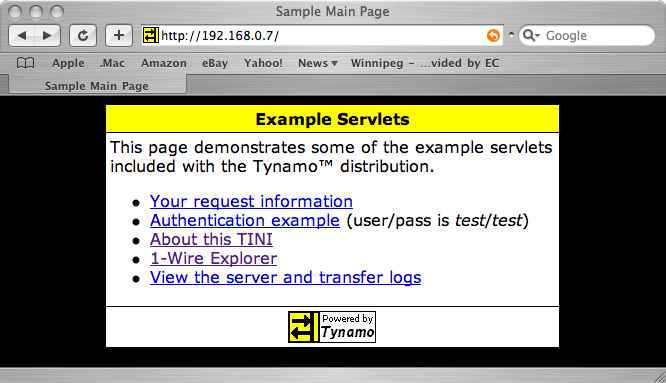 Sample Main Page
http://192.168.0.7/
Google
Apple .Mac Amazon eBay Yahoo! News Winnipeg - ...vided by EC
Sample Main Page
Example Servlets
This page demonstrates some of the example servlets
included with the Tynamo™ distribution.
Your request information
Authentication example (user/pass is test/test)
About this TINI
1-Wire Explorer
View the server and transfer logs
Powered by
Tynamo